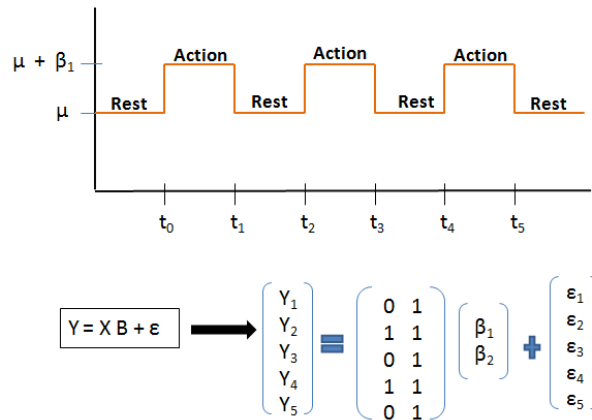 μ + β₁
Action Action Action
μ
Rest Rest Rest Rest
t₀ t₁ t₂ t₃ t₄ t₅
Y = X B + ε
Y₁
Y₂
Y₃
Y₄
Y₅
=
0 1
1 1
0 1
1 1
0 1
β₁
β₂
+
ε₁
ε₂
ε₃
ε₄
ε₅